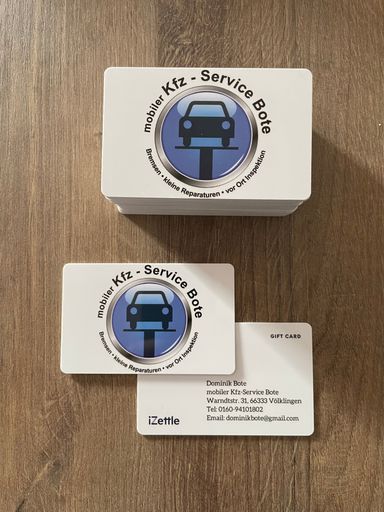 mobiler Kfz - Service Bote
Bremsen • kleine Reparaturen • vor Ort Inspektion
mobiler Kfz - Service Bote
Bremsen • kleine Reparaturen • vor Ort Inspektion
GIFT CARD
Dominik Bote
mobiler Kfz-Service Bote
Warndtstr. 31, 66333 Völklingen
Tel: 0160-94101802
Email: dominikbote@gmail.com
iZettle